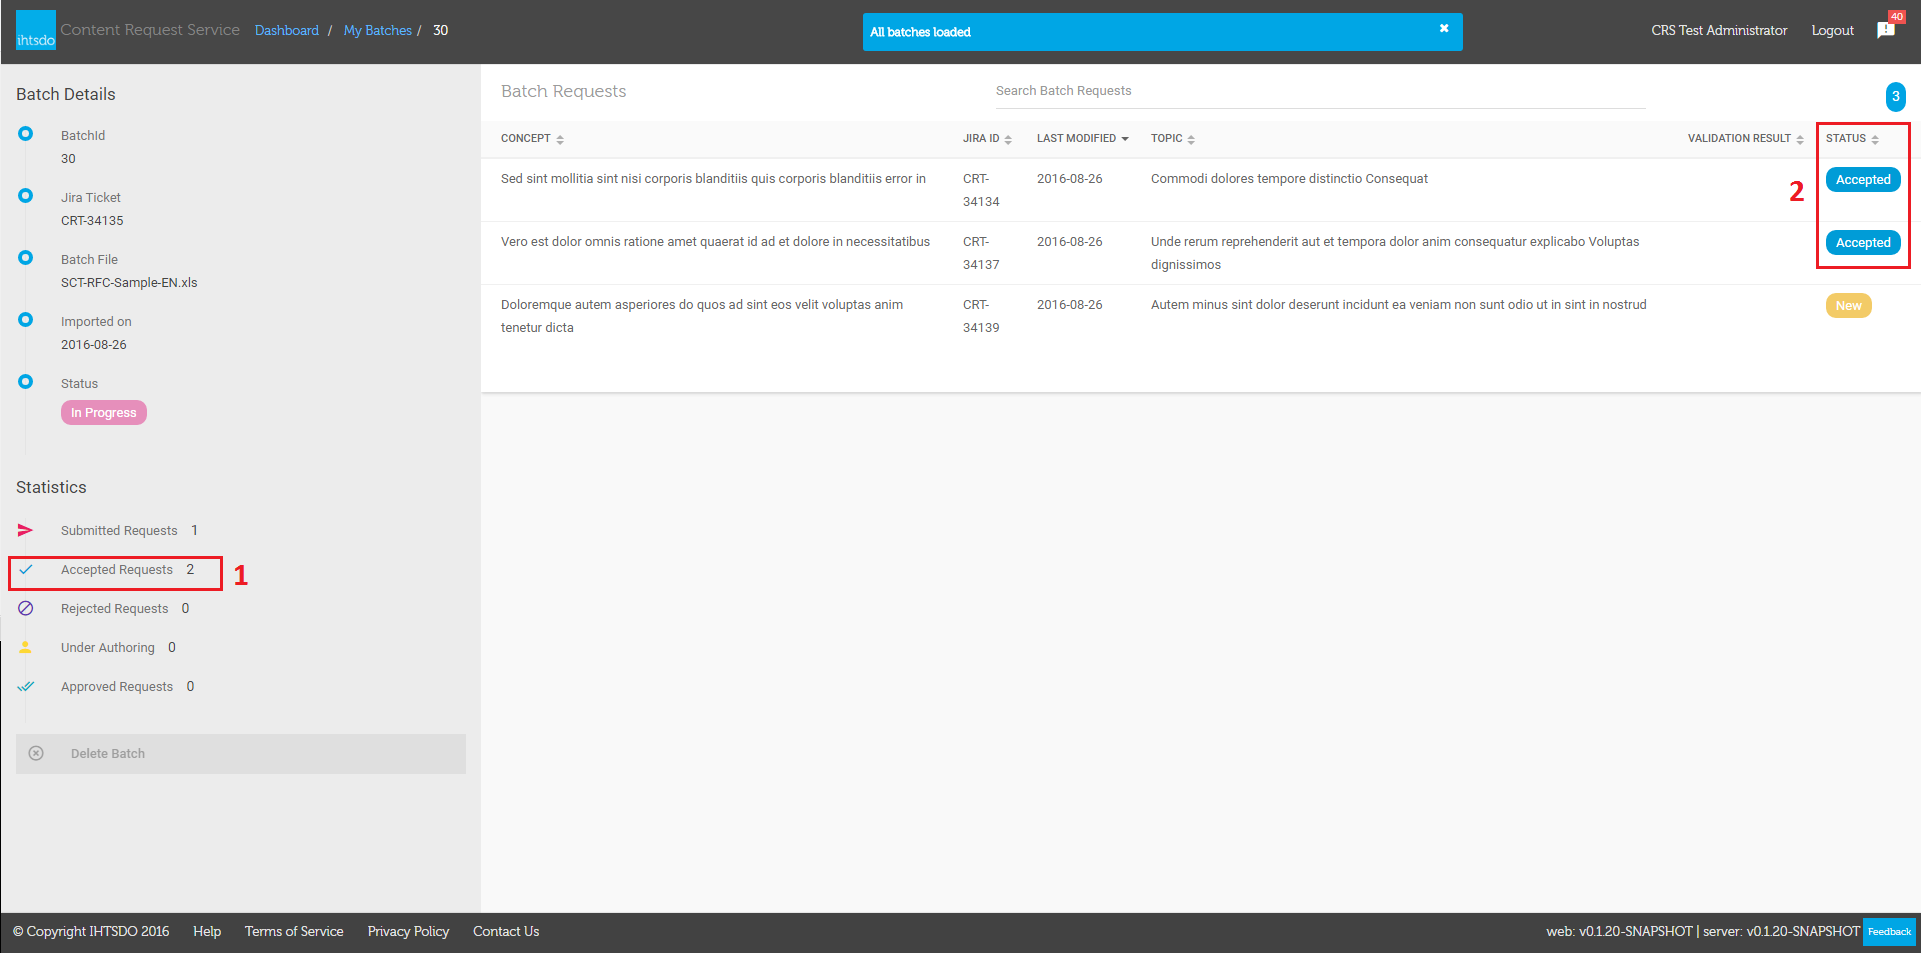 ihtsdo Content Request Service Dashboard / My Batches / 30
All batches loaded ✖
CRS Test Administrator Logout 40
Batch Details
BatchId
30
Jira Ticket
CRT-34135
Batch File
SCT-RFC-Sample-EN.xls
Imported on
2016-08-26
Status
In Progress
Statistics
Submitted Requests 1
Accepted Requests 2
1
Rejected Requests 0
Under Authoring 0
Approved Requests 0
Delete Batch
Batch Requests
Search Batch Requests
3
CONCEPT JIRA ID LAST MODIFIED TOPIC VALIDATION RESULT STATUS
Sed sint mollitia sint nisi corporis blanditiis quis corporis blanditiis error in CRT- 2016-08-26 Commodi dolores tempore distinctio Consequat Accepted
34134
2
Vero est dolor omnis ratione amet quaerat id ad et dolore in necessitatibus CRT- 2016-08-26 Unde rerum reprehenderit aut et tempora dolor anim consequatur explicabo Voluptas Accepted
34137 dignissimos
Doloremque autem asperiores do quos ad sint eos velit voluptas anim CRT- 2016-08-26 Autem minus sint dolor deserunt incidunt ea veniam non sunt odio ut in sint in nostrud New
tenetur dicta 34139
© Copyright IHTSDO 2016 Help Terms of Service Privacy Policy Contact Us
web: v0.1.20-SNAPSHOT | server: v0.1.20-SNAPSHOT Feedback